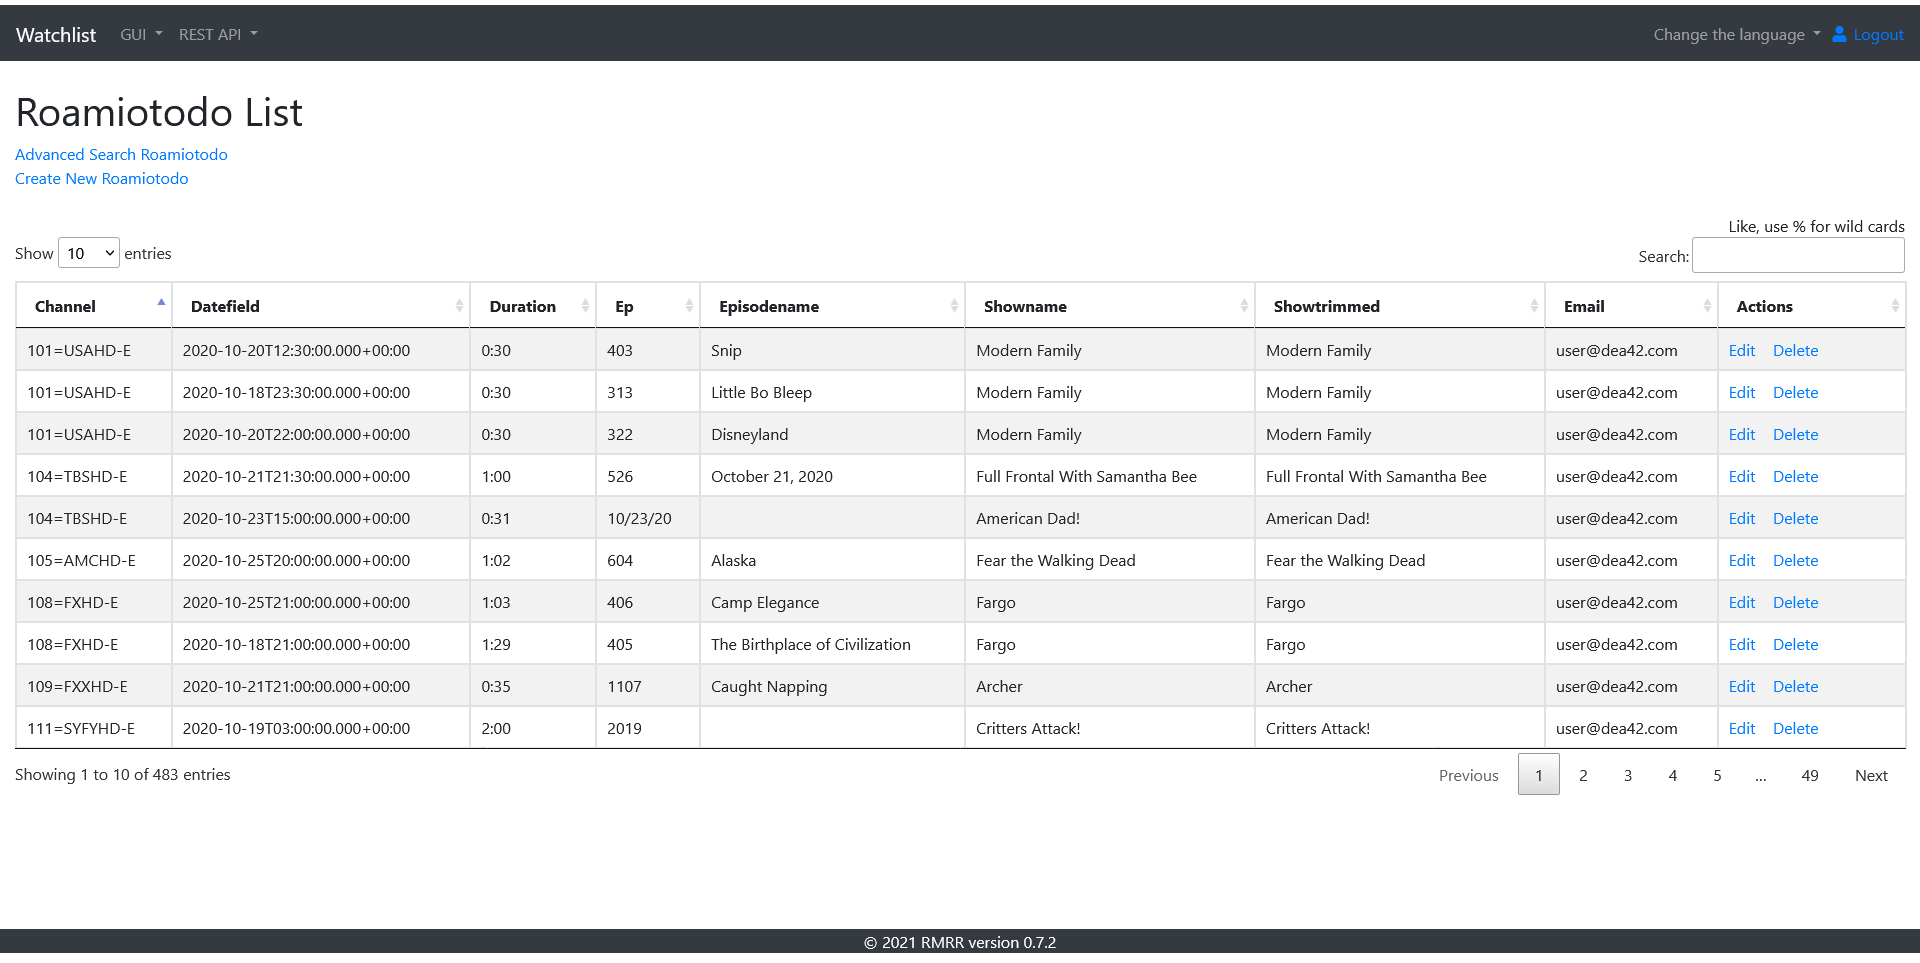 Watchlist GUI REST API Change the language Logout
Roamiotodo List
Advanced Search Roamiotodo
Create New Roamiotodo
Like, use % for wild cards
Show 10 entries Search:
Channel Datefield Duration Ep Episodename Showname Showtrimmed Email Actions
101=USAHD-E 2020-10-20T12:30:00.000+00:00 0:30 403 Snip Modern Family Modern Family user@dea42.com Edit Delete
101=USAHD-E 2020-10-18T23:30:00.000+00:00 0:30 313 Little Bo Bleep Modern Family Modern Family user@dea42.com Edit Delete
101=USAHD-E 2020-10-20T22:00:00.000+00:00 0:30 322 Disneyland Modern Family Modern Family user@dea42.com Edit Delete
104=TBSHD-E 2020-10-21T21:30:00.000+00:00 1:00 526 October 21, 2020 Full Frontal With Samantha Bee Full Frontal With Samantha Bee user@dea42.com Edit Delete
104=TBSHD-E 2020-10-23T15:00:00.000+00:00 0:31 10/23/20 American Dad! American Dad! user@dea42.com Edit Delete
105=AMCHD-E 2020-10-25T20:00:00.000+00:00 1:02 604 Alaska Fear the Walking Dead Fear the Walking Dead user@dea42.com Edit Delete
108=FXHD-E 2020-10-25T21:00:00.000+00:00 1:03 406 Camp Elegance Fargo Fargo user@dea42.com Edit Delete
108=FXHD-E 2020-10-18T21:00:00.000+00:00 1:29 405 The Birthplace of Civilization Fargo Fargo user@dea42.com Edit Delete
109=FXXHD-E 2020-10-21T21:00:00.000+00:00 0:35 1107 Caught Napping Archer Archer user@dea42.com Edit Delete
111=SYFYHD-E 2020-10-19T03:00:00.000+00:00 2:00 2019 Critters Attack! Critters Attack! user@dea42.com Edit Delete
Showing 1 to 10 of 483 entries Previous 1 2 3 4 5 … 49 Next
© 2021 RMRR version 0.7.2